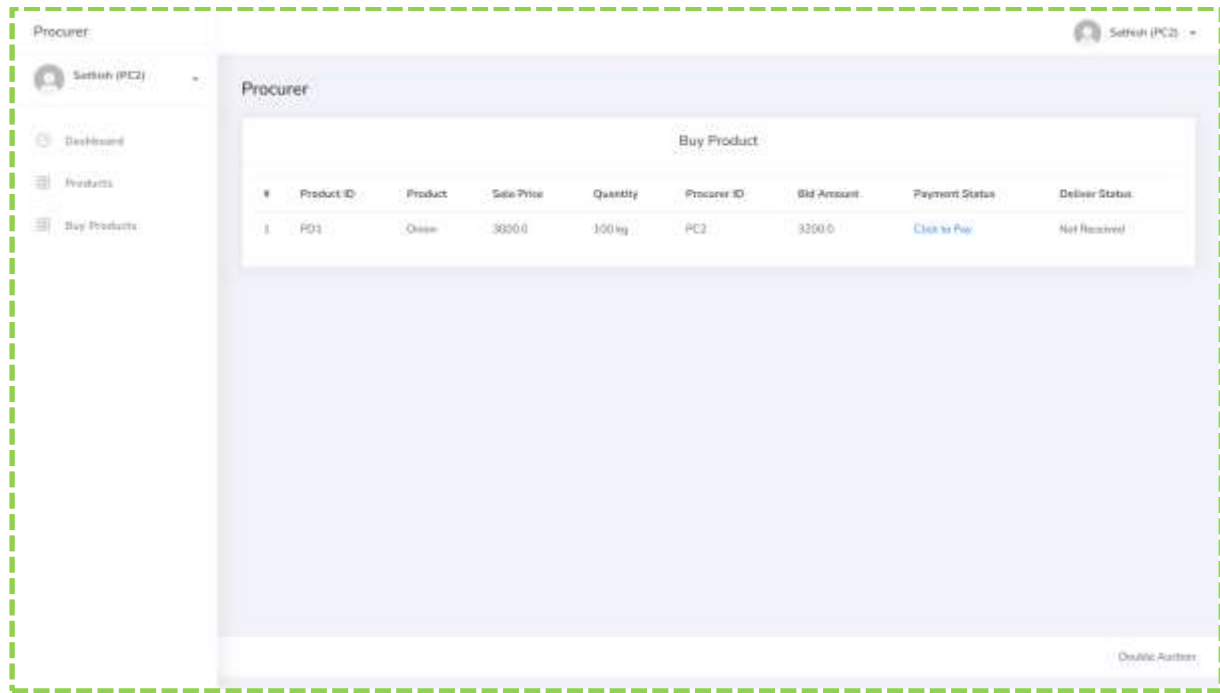 Procurer
Sathish (PC2)
Sathish (PC2)
Procurer
Dashboard
Products
Buy Products
Buy Product
# Product ID Product Sale Price Quantity Procurer ID Bid Amount Payment Status Deliver Status
1 PD1 Onion 3000.0 100 kg PC2 3200.0 Click to Pay Not Received
Double Auction